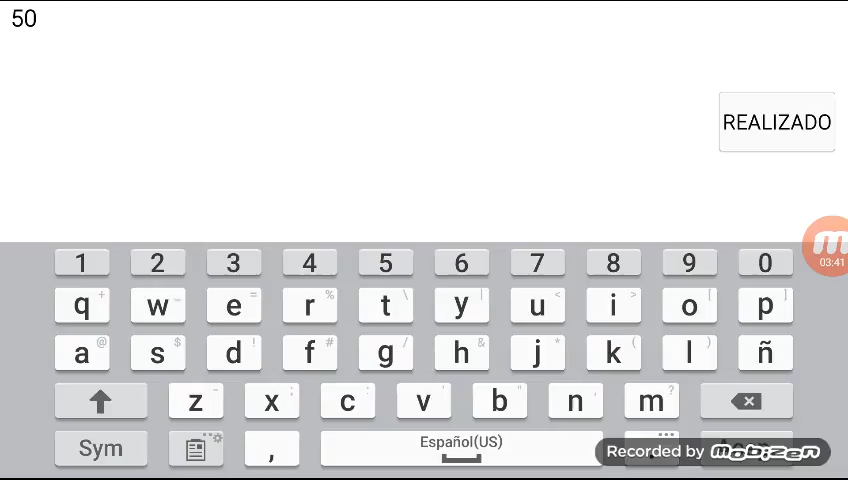 50
REALIZADO
03:41
1 2 3 4 5 6 7 8 9 0
q + w e = r % t \ y | u < i > o [ p ]
a @ s $ d ! f # g / h & j * k ( l ) ñ
z - x ; c : v ' b " n , m ?
Sym , Español(US)
Recorded by mobizen